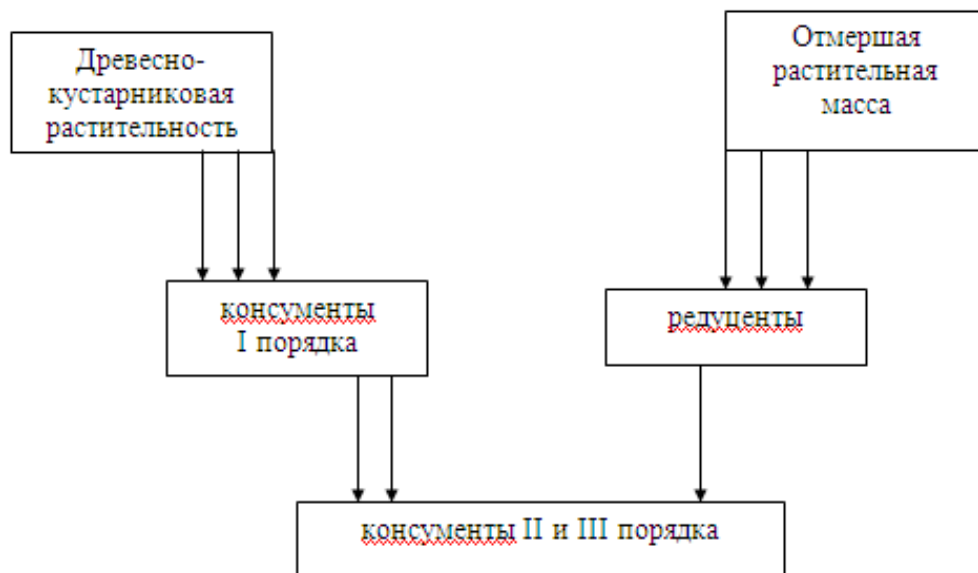 Древесно-
кустарниковая
растительность
Отмершая
растительная
масса
консументы
I порядка
редуценты
консументы II и III порядка